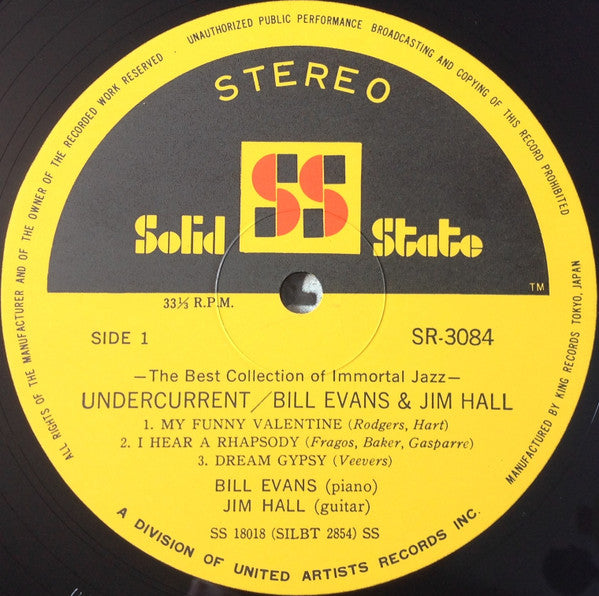 ALL RIGHTS OF THE MANUFACTURER AND OF THE OWNER OF THE RECORDED WORK RESERVED
UNAUTHORIZED PUBLIC PERFORMANCE BROADCASTING AND COPYING OF THIS RECORD PROHIBITED
STEREO
SS
Solid State
TM
33⅓ R.P.M.
SIDE 1 SR-3084
—The Best Collection of Immortal Jazz—
UNDERCURRENT/BILL EVANS & JIM HALL
1. MY FUNNY VALENTINE (Rodgers, Hart)
2. I HEAR A RHAPSODY (Fragos, Baker, Gasparre)
3. DREAM GYPSY (Veevers)
BILL EVANS (piano)
JIM HALL (guitar)
SS 18018 (SILBT 2854) SS
A DIVISION OF UNITED ARTISTS RECORDS INC.
MANUFACTURED BY KING RECORDS TOKYO, JAPAN